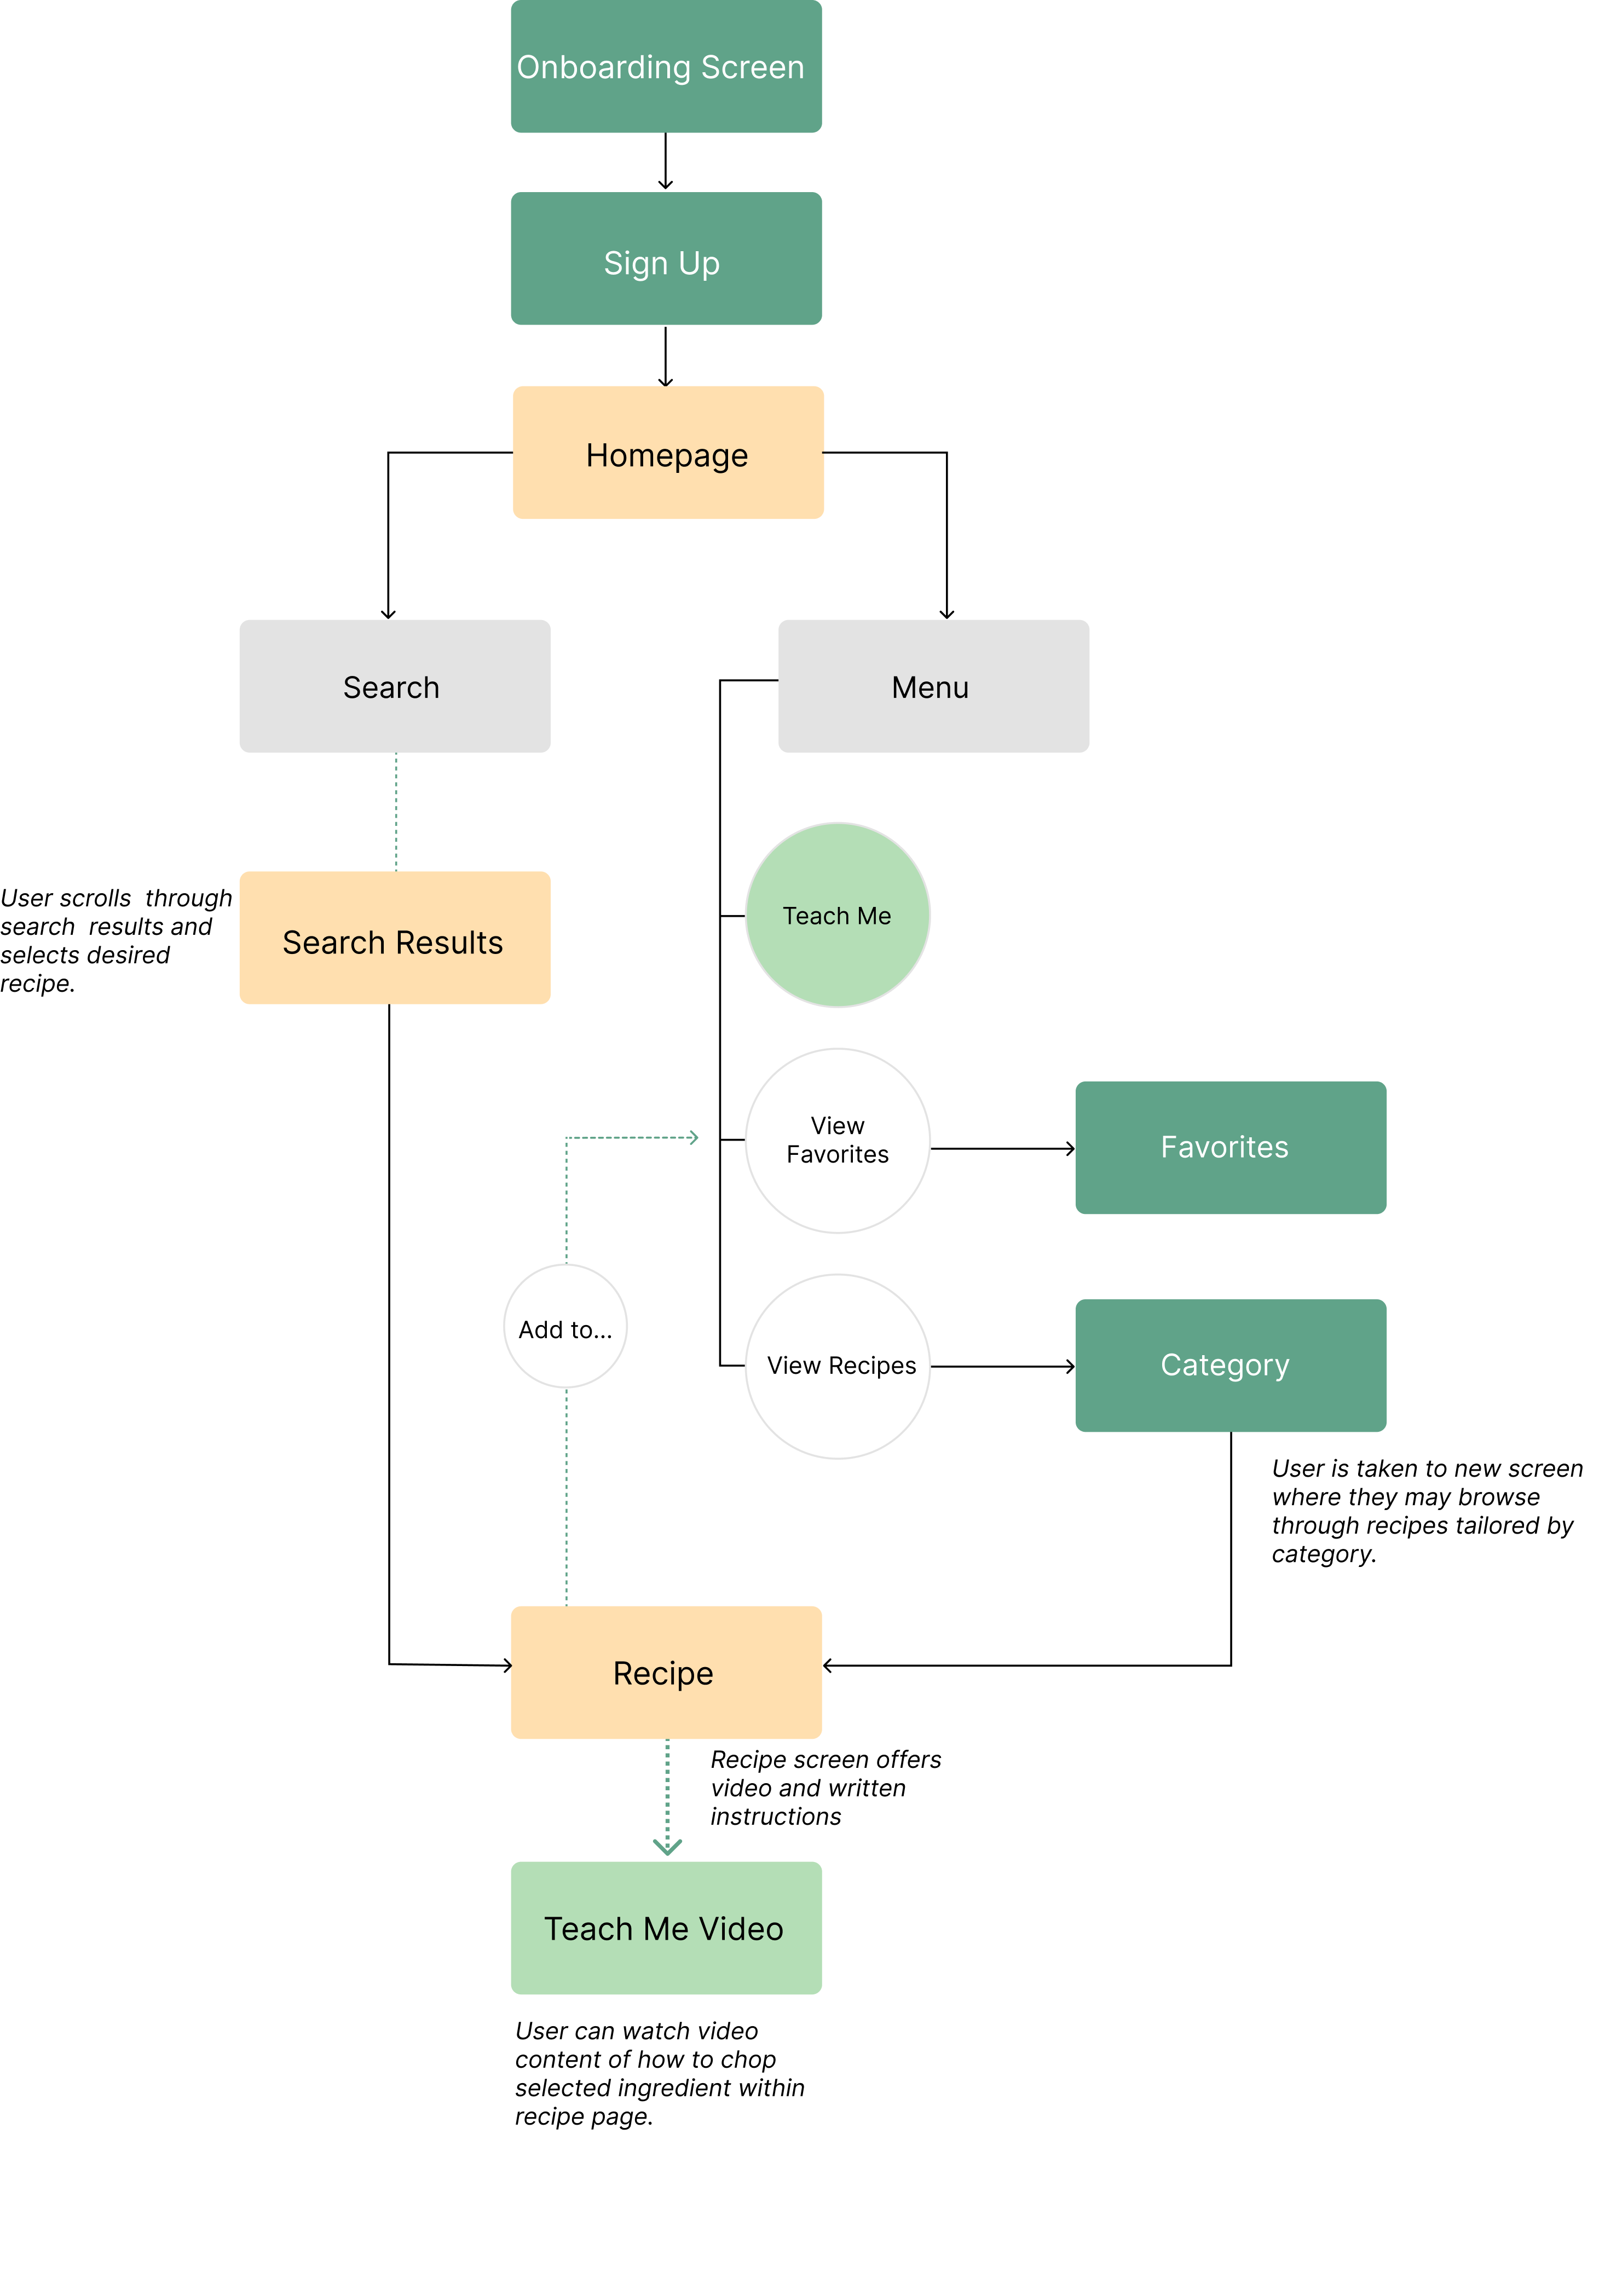 Onboarding Screen
Sign Up
Homepage
Search
Menu
User scrolls  through
search  results and
selects desired
recipe.
Search Results
Teach Me
View
Favorites
Favorites
Add to...
View Recipes
Category
User is taken to new screen
where they may browse
through recipes tailored by
category.
Recipe
Recipe screen offers
video and written
instructions
Teach Me Video
User can watch video
content of how to chop
selected ingredient within
recipe page.